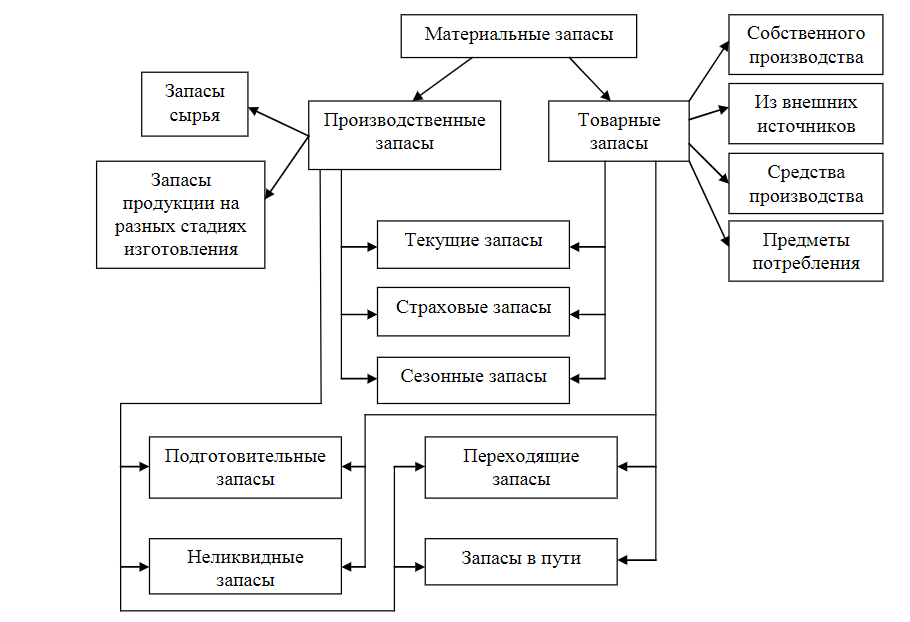 Материальные запасы
Собственного
производства
Запасы
сырья
Производственные
запасы
Товарные
запасы
Из внешних
источников
Запасы
продукции на
разных стадиях
изготовления
Средства
производства
Текущие запасы
Предметы
потребления
Страховые запасы
Сезонные запасы
Подготовительные
запасы
Переходящие
запасы
Неликвидные
запасы
Запасы в пути